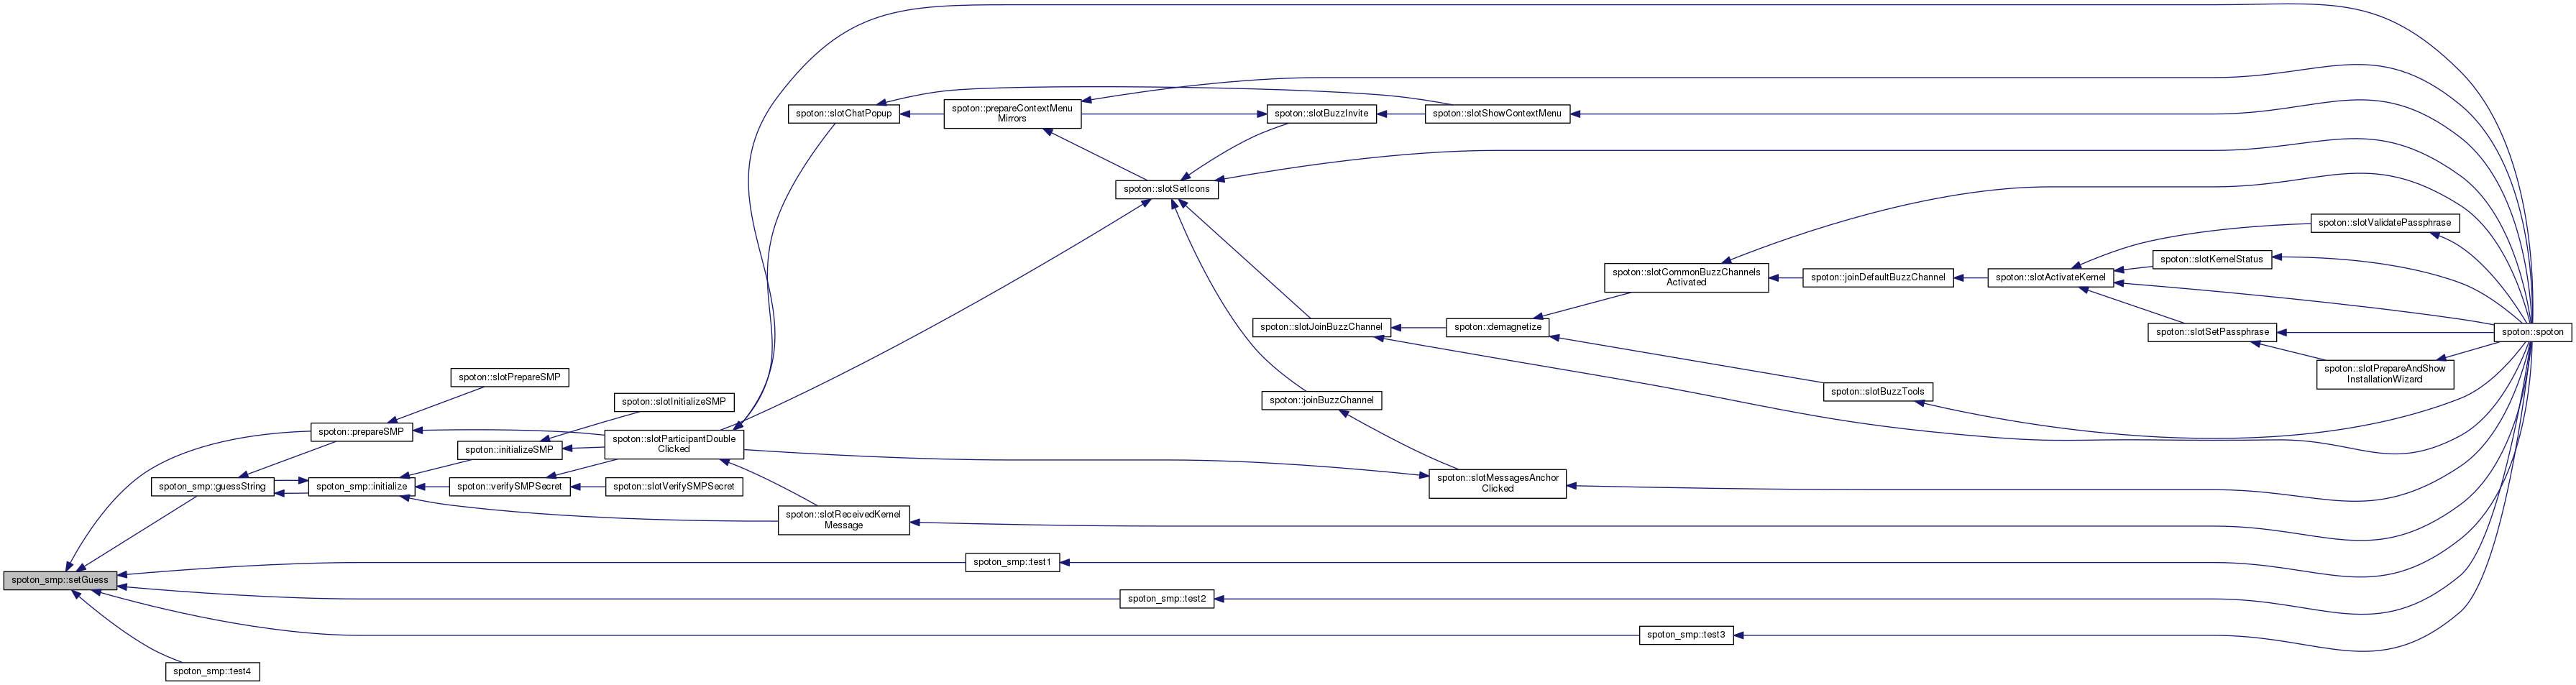 spoton::slotChatPopup
spoton::prepareContextMenu
Mirrors
spoton::slotBuzzInvite
spoton::slotShowContextMenu
spoton::slotSetIcons
spoton::slotValidatePassphrase
spoton::slotKernelStatus
spoton::slotCommonBuzzChannels
Activated
spoton::joinDefaultBuzzChannel
spoton::slotActivateKernel
spoton::slotJoinBuzzChannel
spoton::demagnetize
spoton::slotSetPassphrase
spoton::spoton
spoton::slotPrepareAndShow
InstallationWizard
spoton::slotPrepareSMP
spoton::slotBuzzTools
spoton::slotInitializeSMP
spoton::joinBuzzChannel
spoton::prepareSMP
spoton::slotParticipantDouble
Clicked
spoton::initializeSMP
spoton_smp::guessString
spoton_smp::initialize
spoton::verifySMPSecret
spoton::slotVerifySMPSecret
spoton::slotMessagesAnchor
Clicked
spoton::slotReceivedKernel
Message
spoton_smp::test1
spoton_smp::setGuess
spoton_smp::test2
spoton_smp::test3
spoton_smp::test4